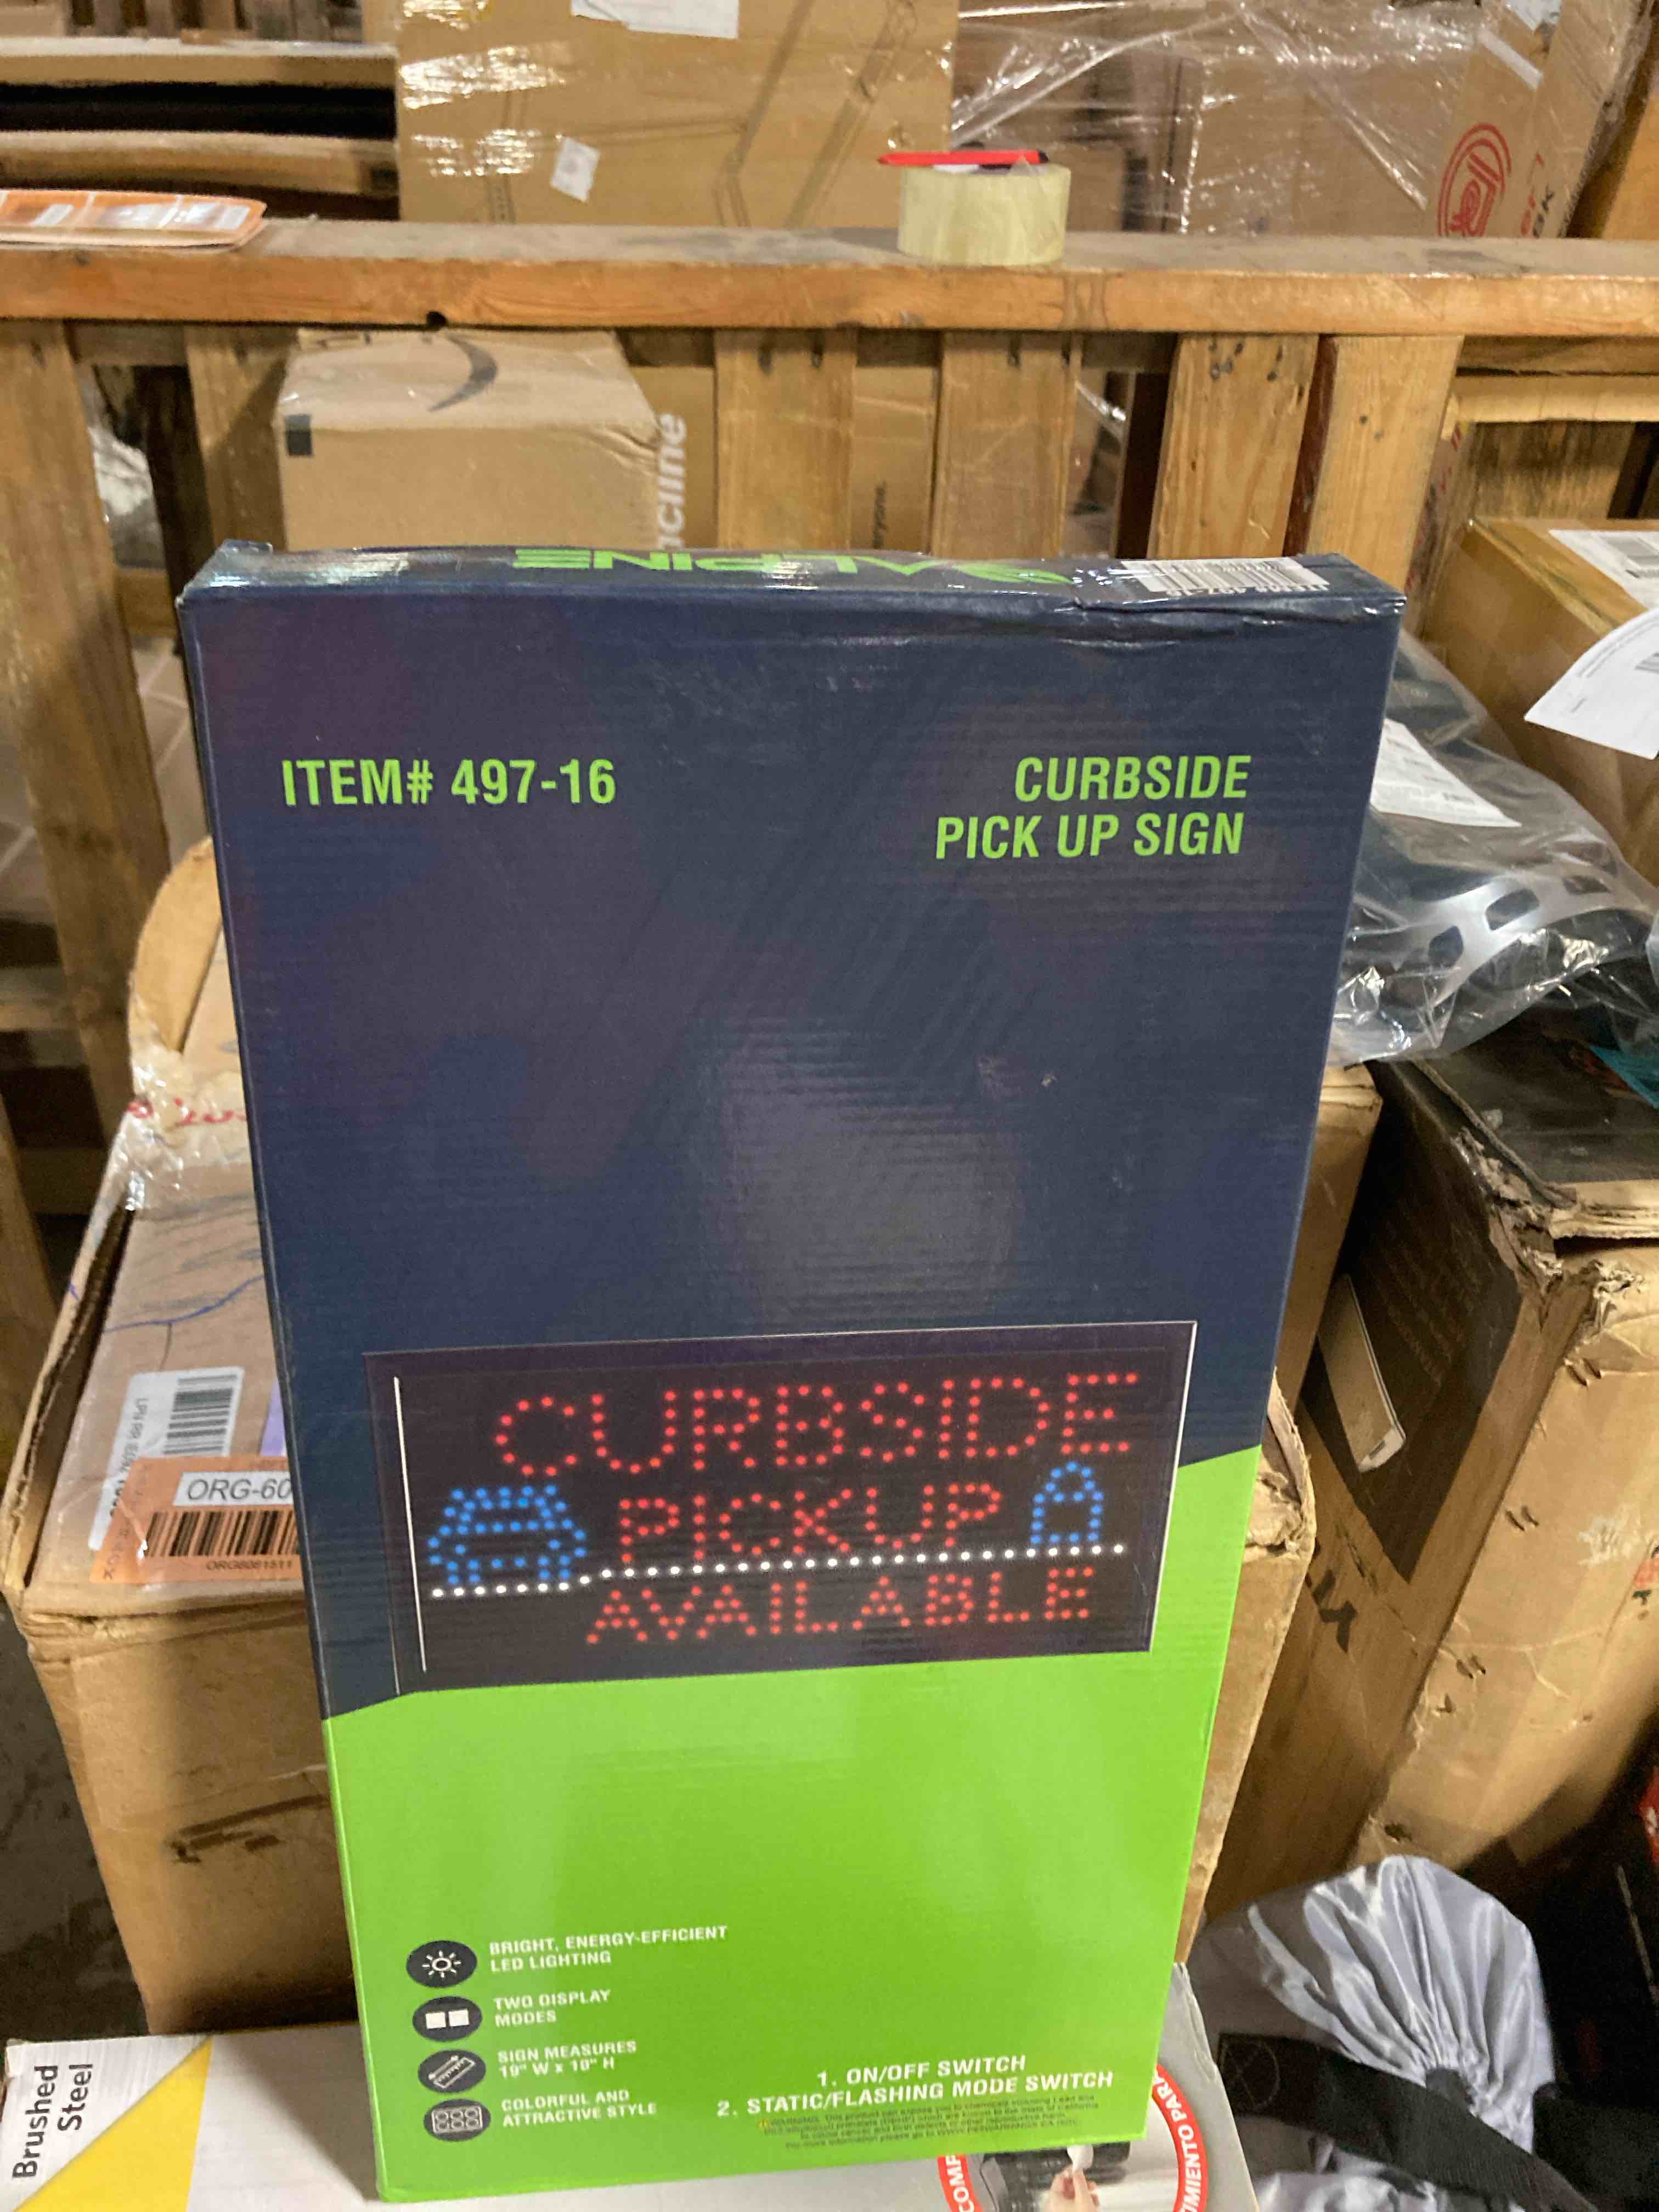 ALPINE
ITEM# 497-16
CURBSIDE
PICK UP SIGN
CURBSIDE
PICKUP
AVAILABLE
BRIGHT, ENERGY-EFFICIENT
LED LIGHTING
TWO DISPLAY
MODES
SIGN MEASURES
19" W x 10" H
COLORFUL AND
ATTRACTIVE STYLE
1. ON/OFF SWITCH
2. STATIC/FLASHING MODE SWITCH
ORG-60
ORG6081511
Brushed
Steel